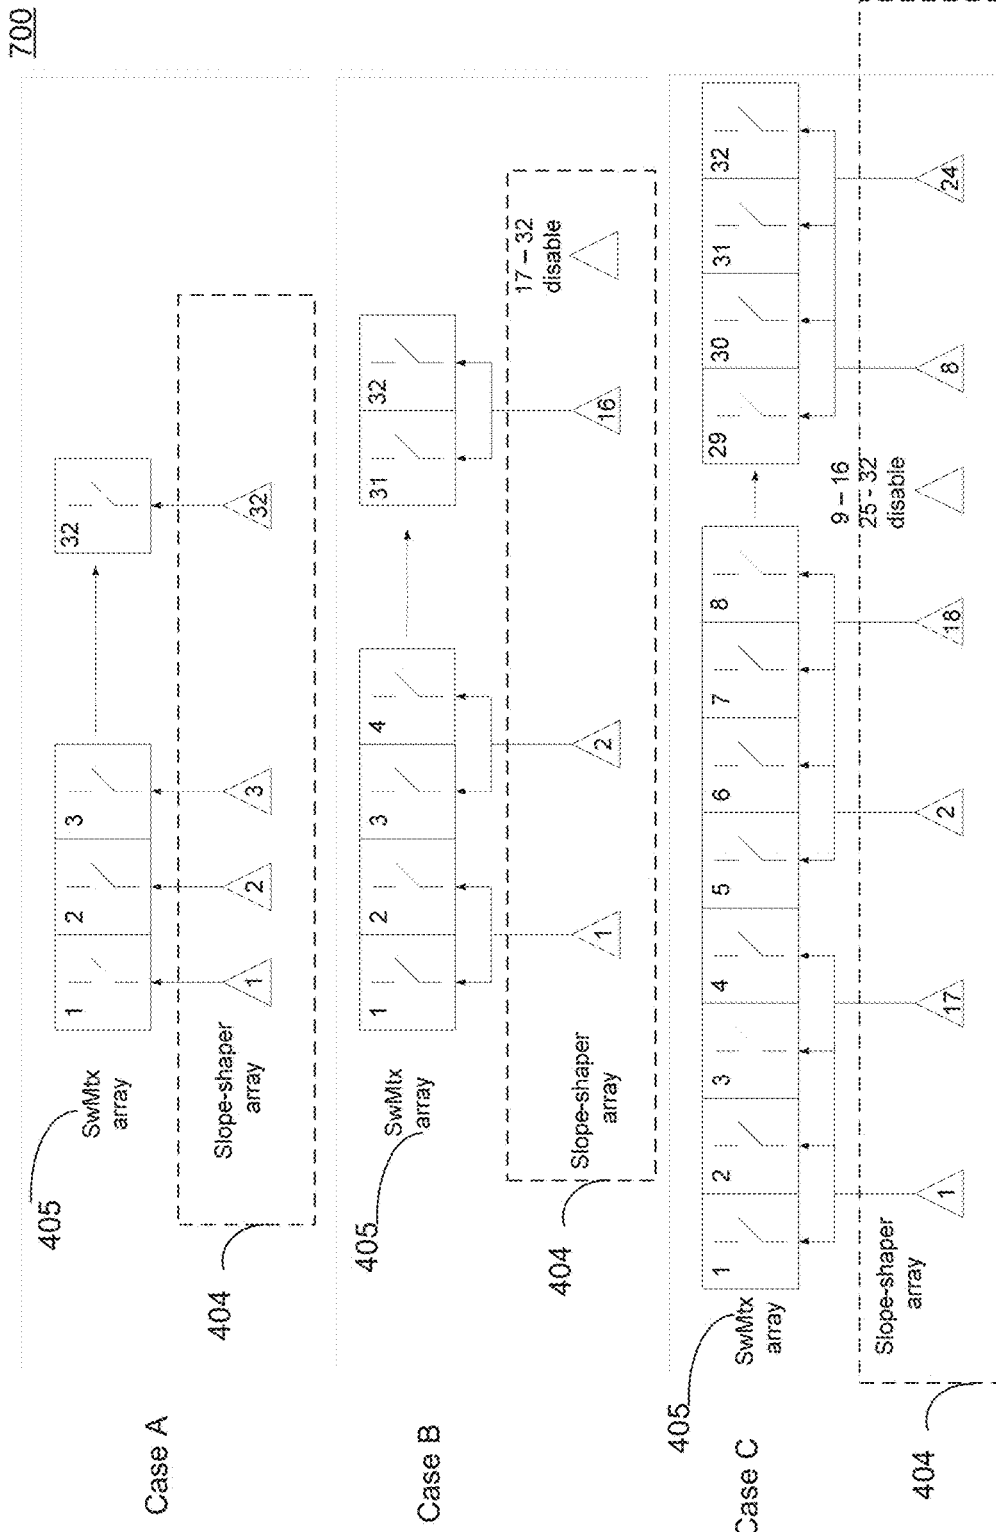 700
Case A
405
SwMtx
array
1
2
3
32
404
Slope-shaper
array
1
2
3
32
Case B
405
SwMtx
array
1
2
3
4
31
32
404
Slope-shaper
array
1
2
16
17 – 32
disable
Case C
405
SwMtx
array
1
2
3
4
5
6
7
8
29
30
31
32
404
Slope-shaper
array
1
17
2
18
9 – 16
25 - 32
disable
8
24